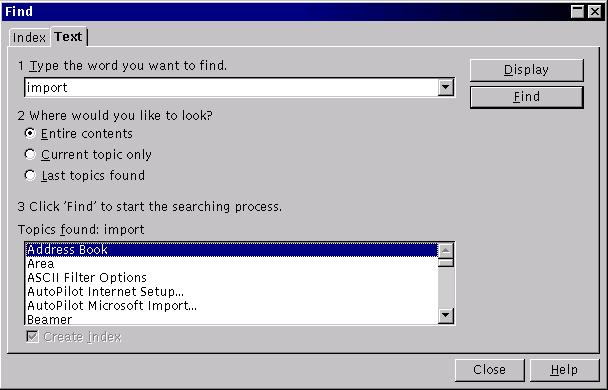 Find
Index Text
1 Type the word you want to find.
import
Display
Find
2 Where would you like to look?
Entire contents
Current topic only
Last topics found
3 Click 'Find' to start the searching process.
Topics found: import
Address Book
Area
ASCII Filter Options
AutoPilot Internet Setup...
AutoPilot Microsoft Import...
Beamer
Create index
Close Help